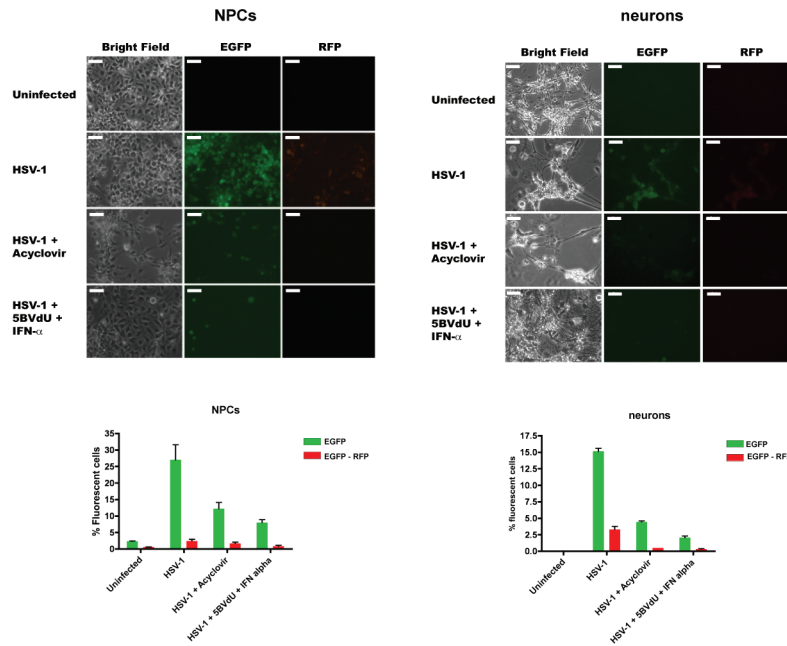 NPCs
Bright Field EGFP RFP
Uninfected
HSV-1
HSV-1 +
Acyclovir
HSV-1 +
5BVdU +
IFN-α
neurons
Bright Field EGFP RFP
Uninfected
HSV-1
HSV-1 +
Acyclovir
HSV-1 +
5BVdU +
IFN-α
NPCs
% Fluorescent cells
35
30
25
20
15
10
5
0
Uninfected
HSV-1
HSV-1 + Acyclovir
HSV-1 + 5BVdU + IFN alpha
EGFP
EGFP - RFP
neurons
% fluorescent cells
17.5
15.0
12.5
10.0
7.5
5.0
2.5
0.0
Uninfected
HSV-1
HSV-1 + Acyclovir
HSV-1 + 5BVdU + IFN alpha
EGFP
EGFP - RF